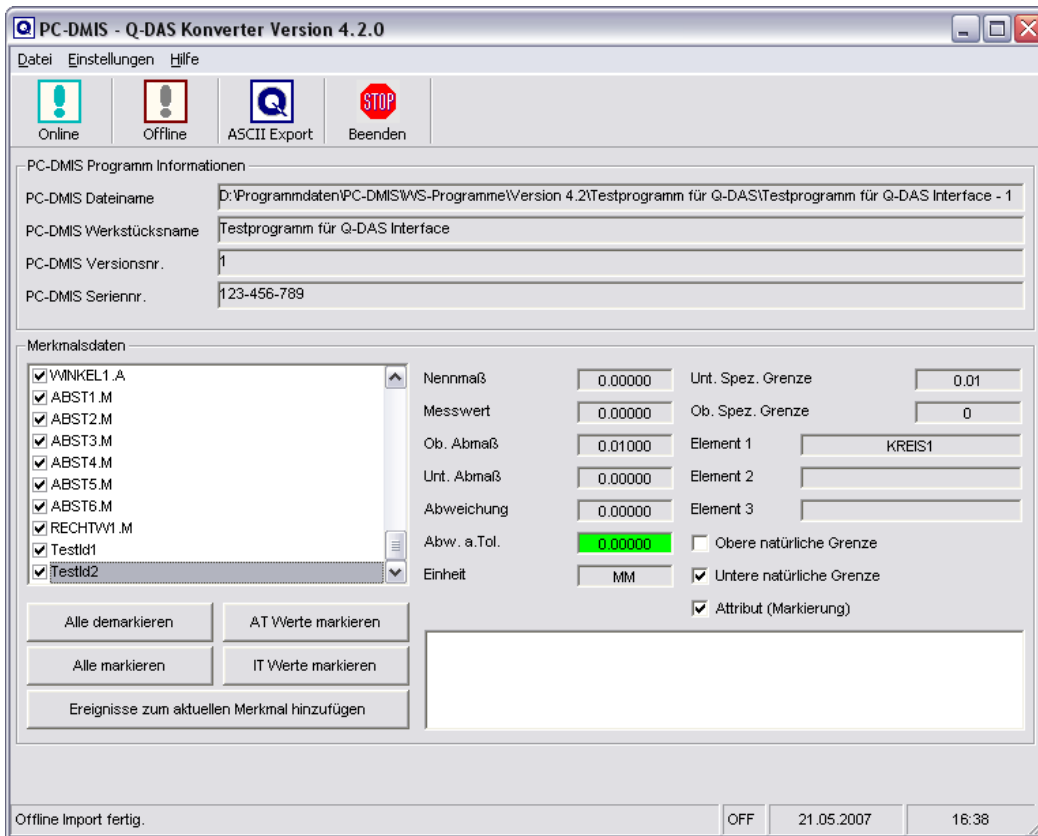 PC-DMIS - Q-DAS Konverter Version 4.2.0
Datei Einstellungen Hilfe
STOP
Online Offline ASCII Export Beenden
PC-DMIS Programm Informationen
PC-DMIS Dateiname D:\Programmdaten\PC-DMIS\WS-Programme\Version 4.2\Testprogramm für Q-DAS\Testprogramm für Q-DAS Interface - 1
PC-DMIS Werkstücksname Testprogramm für Q-DAS Interface
PC-DMIS Versionsnr. 1
PC-DMIS Seriennr. 123-456-789
Merkmalsdaten
WINKEL1.A
ABST1.M
ABST2.M
ABST3.M
ABST4.M
ABST5.M
ABST6.M
RECHTW1.M
TestId1
TestId2
Nennmaß 0.00000 Unt. Spez. Grenze 0.01
Messwert 0.00000 Ob. Spez. Grenze 0
Ob. Abmaß 0.01000 Element 1 KREIS1
Unt. Abmaß 0.00000 Element 2
Abweichung 0.00000 Element 3
Abw. a.Tol. 0.00000 Obere natürliche Grenze
Einheit MM Untere natürliche Grenze
Attribut (Markierung)
Alle demarkieren AT Werte markieren
Alle markieren IT Werte markieren
Ereignisse zum aktuellen Merkmal hinzufügen
Offline Import fertig. OFF 21.05.2007 16:38